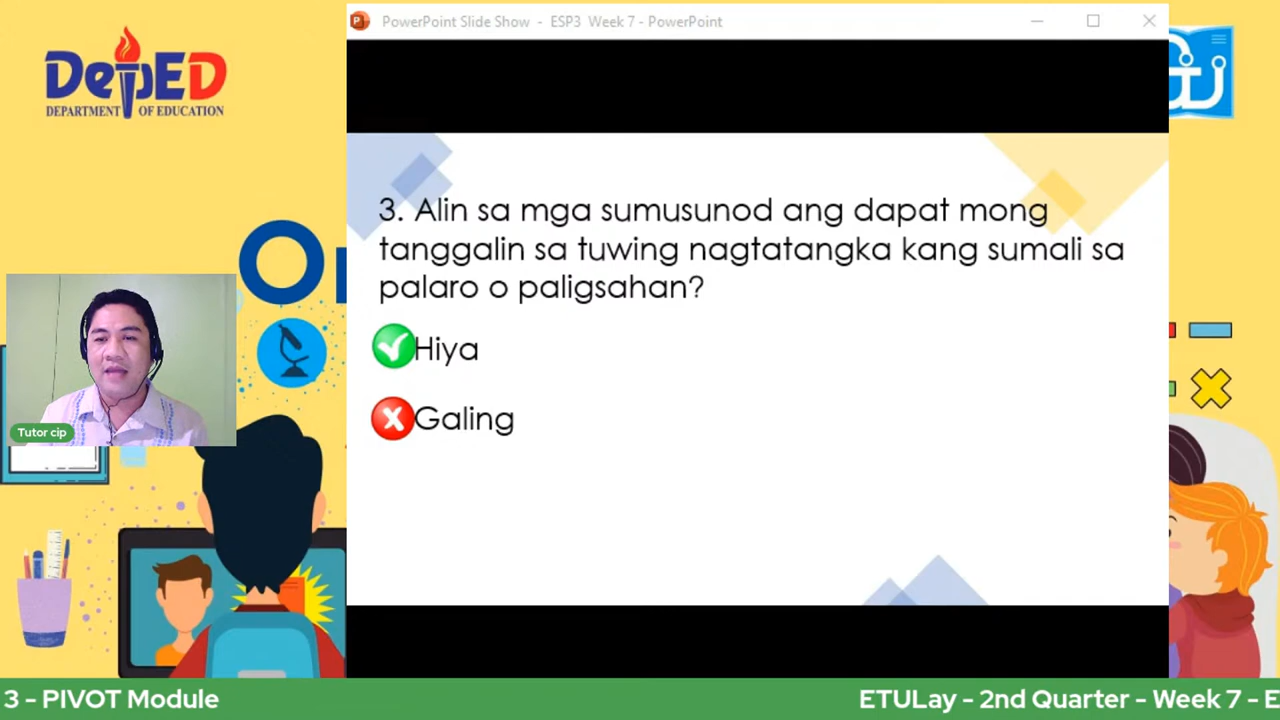 DepED
DEPARTMENT OF EDUCATION
PowerPoint Slide Show - ESP3 Week 7 - PowerPoint
3. Alin sa mga sumusunod ang dapat mong
tanggalin sa tuwing nagtatangka kang sumali sa
palaro o paligsahan?
Hiya
Galing
Tutor cip
3 - PIVOT Module
ETULay - 2nd Quarter - Week 7 - E